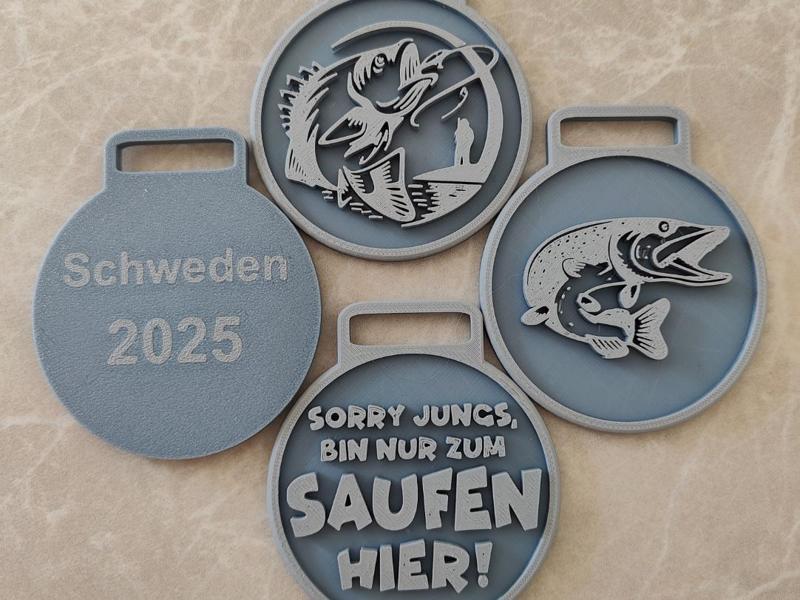 Schweden
2025
SORRY JUNGS,
BIN NUR ZUM
SAUFEN
HIER!